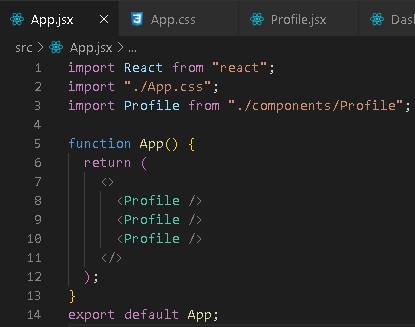 App.jsx × App.css Profile.jsx Das
src > App.jsx > ...
1 import React from "react";
2 import "./App.css";
3 import Profile from "./components/Profile";
4
5 function App() {
6 return (
7 <>
8 <Profile />
9 <Profile />
10 <Profile />
11 </>
12 );
13 }
14 export default App;